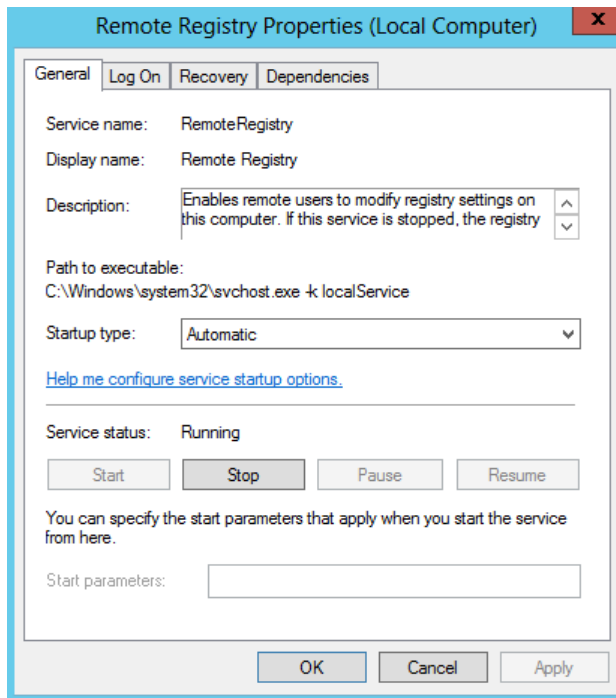 Remote Registry Properties (Local Computer)
x
General Log On Recovery Dependencies
Service name: RemoteRegistry
Display name: Remote Registry
Description: Enables remote users to modify registry settings on
this computer. If this service is stopped, the registry
Path to executable:
C:\Windows\system32\svchost.exe -k localService
Startup type: Automatic
Help me configure service startup options.
Service status: Running
Start Stop Pause Resume
You can specify the start parameters that apply when you start the service
from here.
Start parameters:
OK Cancel Apply